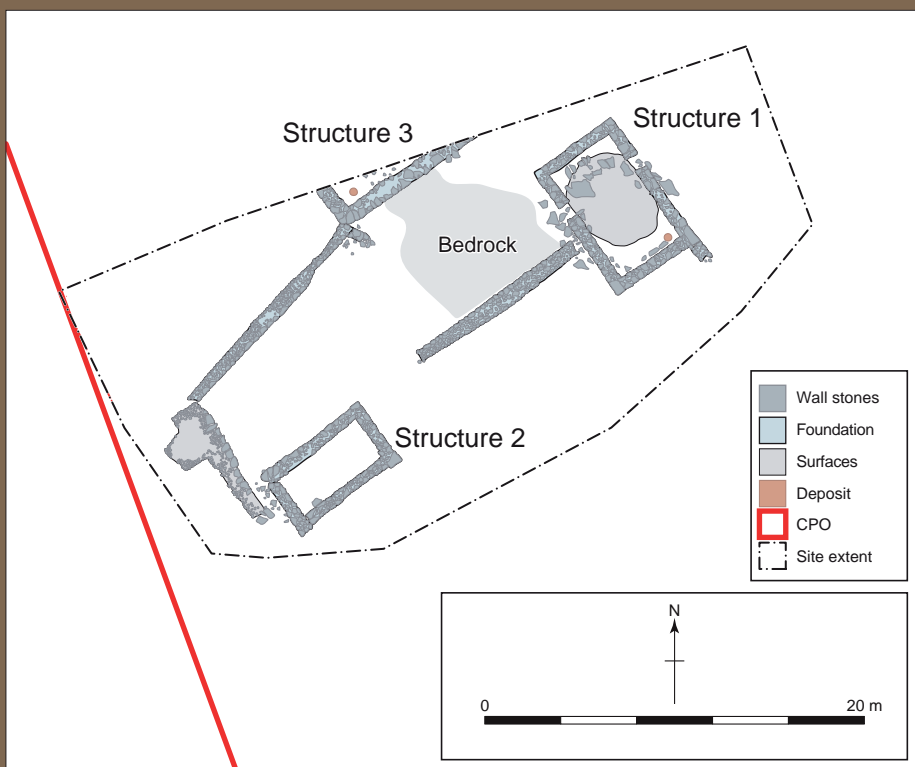 Structure 1
Structure 3
Bedrock
Structure 2
Wall stones
Foundation
Surfaces
Deposit
CPO
Site extent
N
0
20 m